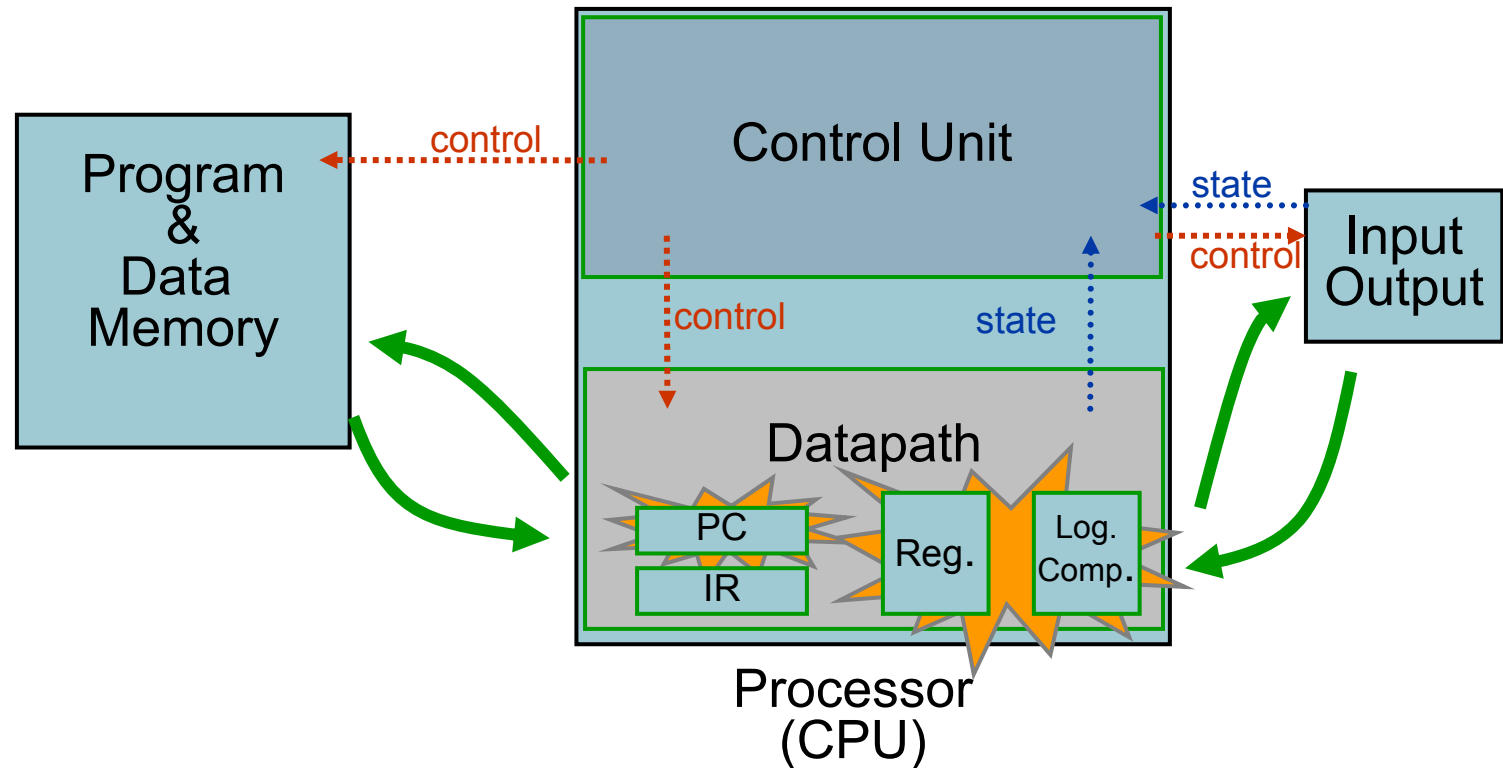 Program
&
Data
Memory
control
Control Unit
control
state
state
control
Input
Output
Datapath
PC
IR
Reg.
Log.
Comp.
Processor
(CPU)